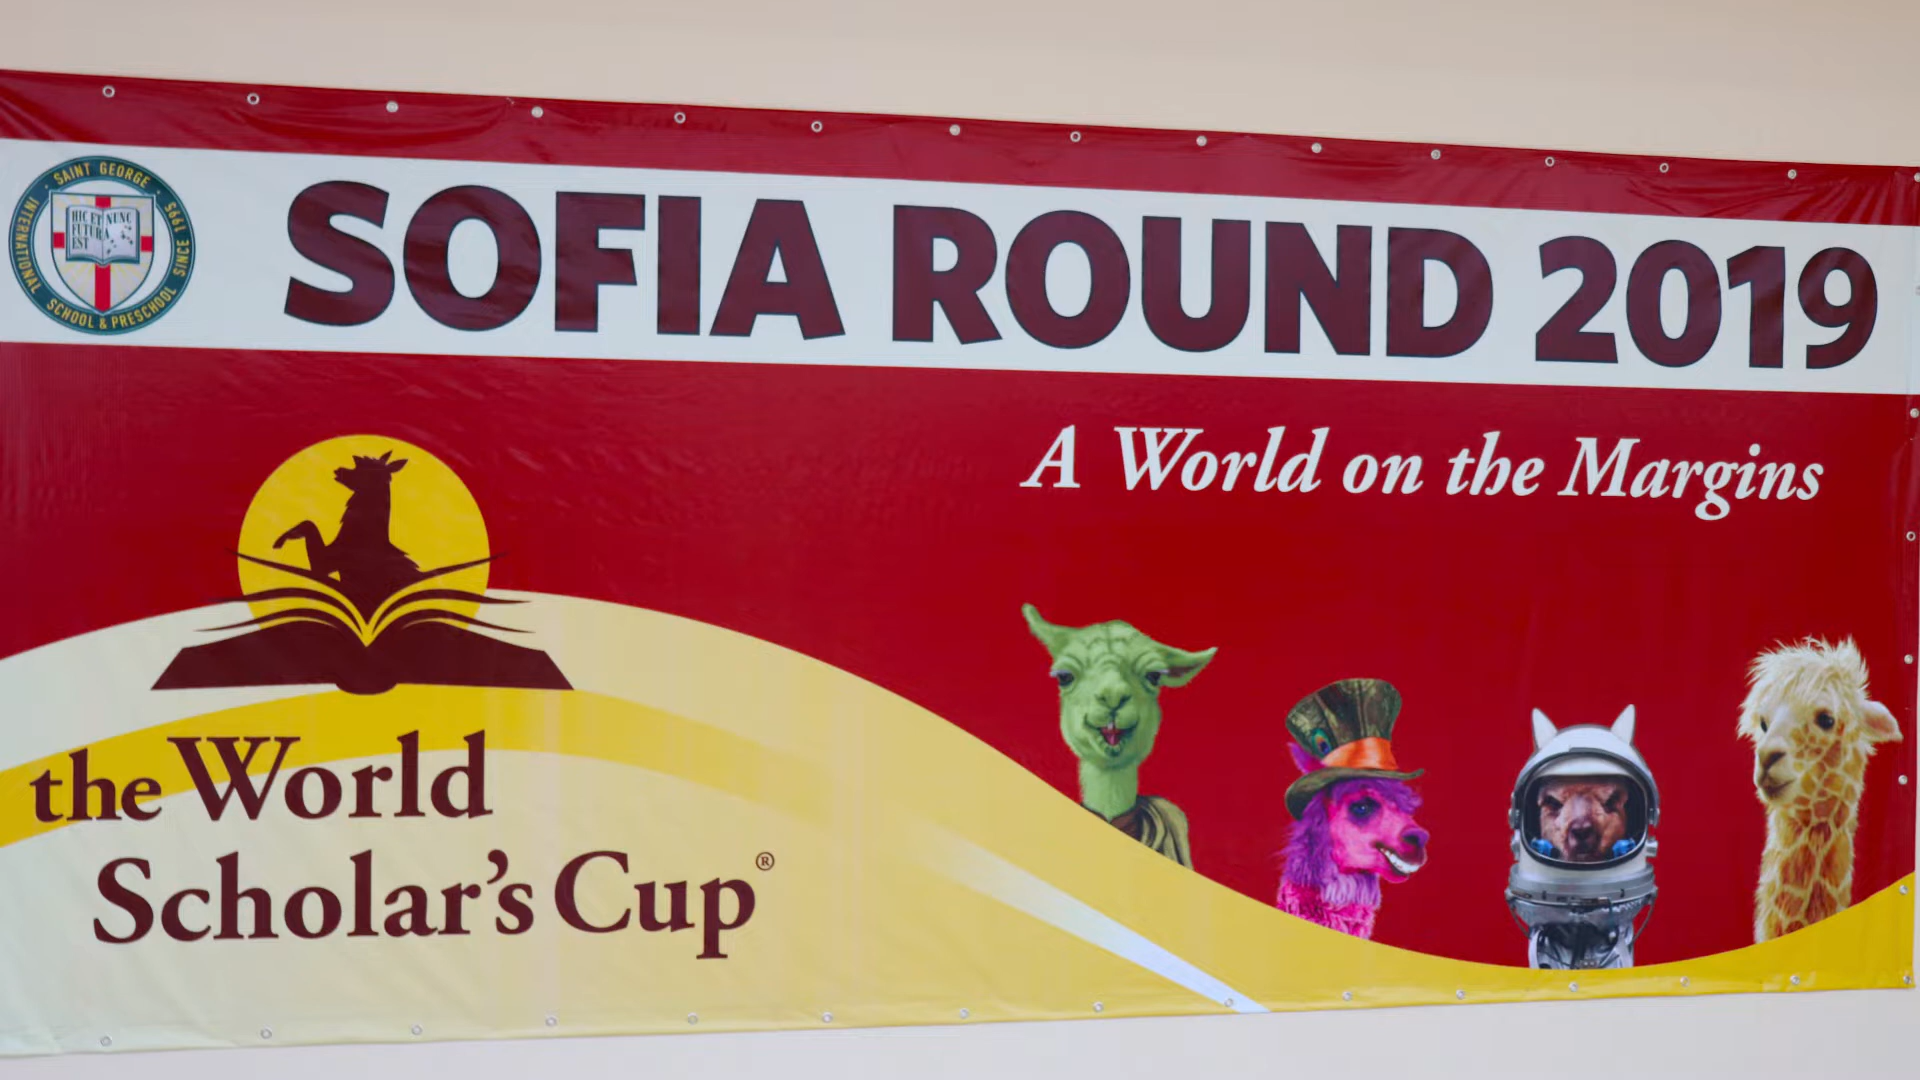 SAINT GEORGE
INTERNATIONAL
SCHOOL & PRESCHOOL
SINCE 1995
HIC ET NUNC
FUTURA
EST
SOFIA ROUND 2019
A World on the Margins
the World
Scholar's Cup®